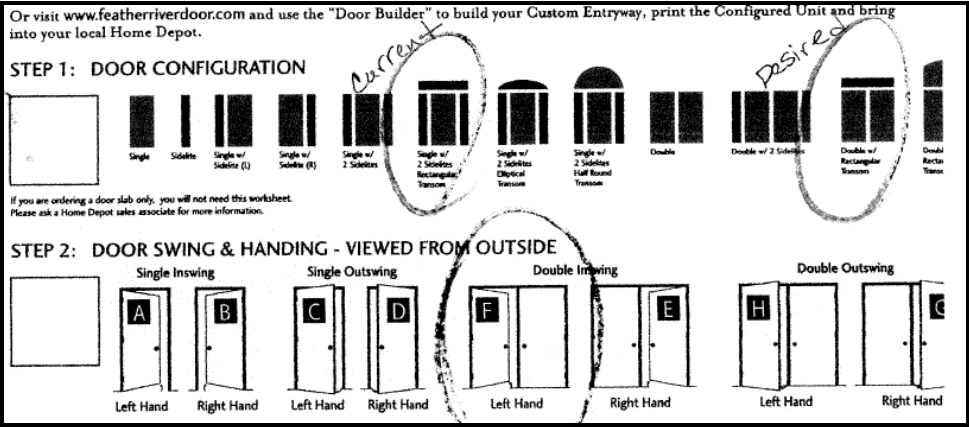 Or visit www.featherriverdoor.com and use the "Door Builder" to build your Custom Entryway, print the Configured Unit and bring
into your local Home Depot.
Current
Desired
STEP 1: DOOR CONFIGURATION
Single
Sidelite
Single w/
Sidelite (L)
Single w/
Sidelite (R)
Single w/
2 Sidelites
Single w/
2 Sidelites
Rectangular
Transom
Single w/
2 Sidelites
Elliptical
Transom
Single w/
2 Sidelites
Half Round
Transom
Double
Double w/ 2 Sidelites
Double w/
Rectangular
Transom
If you are ordering a door slab only, you will not need this worksheet.
Please ask a Home Depot sales associate for more information.
STEP 2: DOOR SWING & HANDING - VIEWED FROM OUTSIDE
Single Inswing Single Outswing Double Inswing Double Outswing
A B C D F E H
Left Hand Right Hand Left Hand Right Hand Left Hand Right Hand Left Hand Right Hand